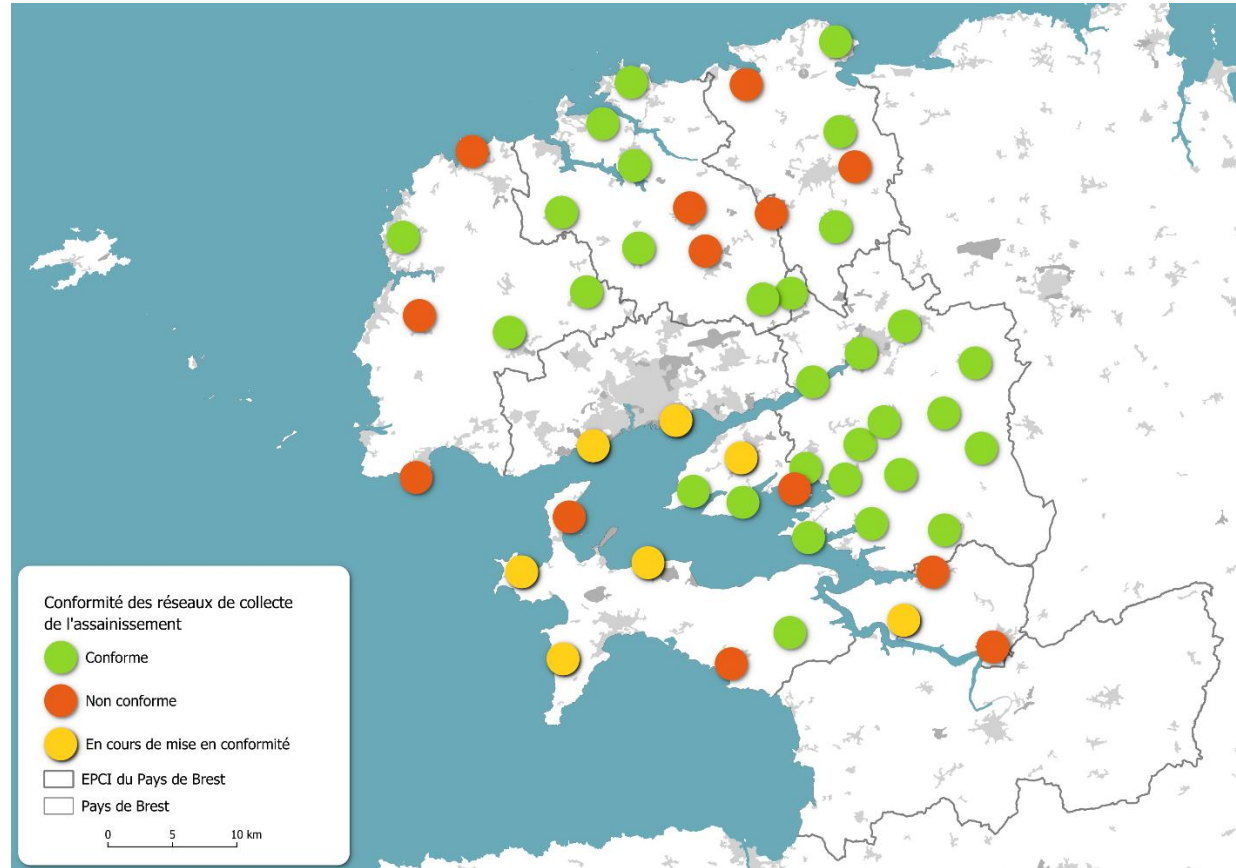 Conformité des réseaux de collecte
de l'assainissement
Conforme
Non conforme
En cours de mise en conformité
EPCI du Pays de Brest
Pays de Brest
0 5 10 km